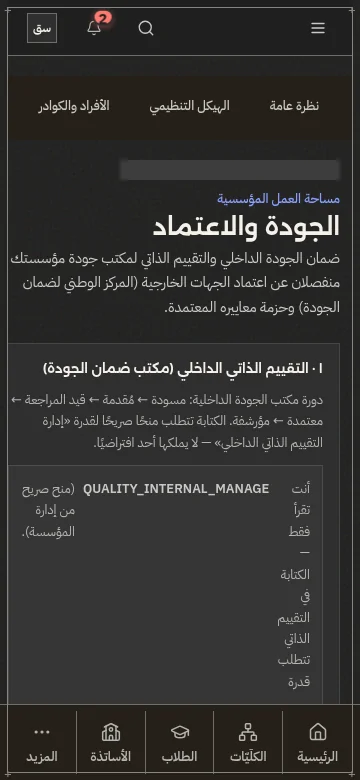 سق
2
نظرة عامة
الهيكل التنظيمي
الأفراد والكوادر
مساحة العمل المؤسسية
الجودة والاعتماد
ضمان الجودة الداخلي والتقييم الذاتي لمكتب جودة مؤسستك
منفصلان عن اعتماد الجهات الخارجية (المركز الوطني لضمان
الجودة) وحزمة معاييره المعتمدة.
٠١ · التقييم الذاتي الداخلي (مكتب ضمان الجودة)
دورة مكتب الجودة الداخلية: مسودة ← مُقدمة ← قيد المراجعة ←
معتمدة ← مؤرشفة. الكتابة تتطلب منحًا صريحًا لقدرة «إدارة
التقييم الذاتي الداخلي» — لا يملكها أحد افتراضيًا.
أنت
تقرأ
فقط
—
الكتابة
في
التقييم
الذاتي
تتطلب
قدرة
QUALITY_INTERNAL_MANAGE
(منح صريح
من إدارة
المؤسسة).
الرئيسية
الكلّيّات
الطلاب
الأساتذة
المزيد